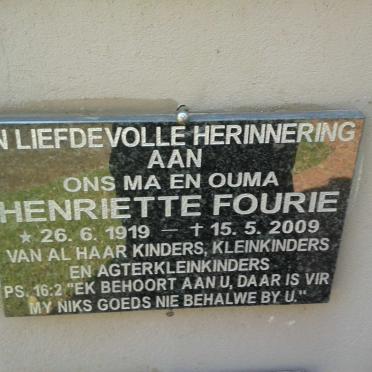 N LIEFDEVOLLE HERINNERING
AAN
ONS MA EN OUMA
HENRIETTE FOURIE
★ 26. 6. 1919 — † 15. 5. 2009
VAN AL HAAR KINDERS, KLEINKINDERS
EN AGTERKLEINKINDERS
PS. 16:2 "EK BEHOORT AAN U, DAAR IS VIR
MY NIKS GOEDS NIE BEHALWE BY U."